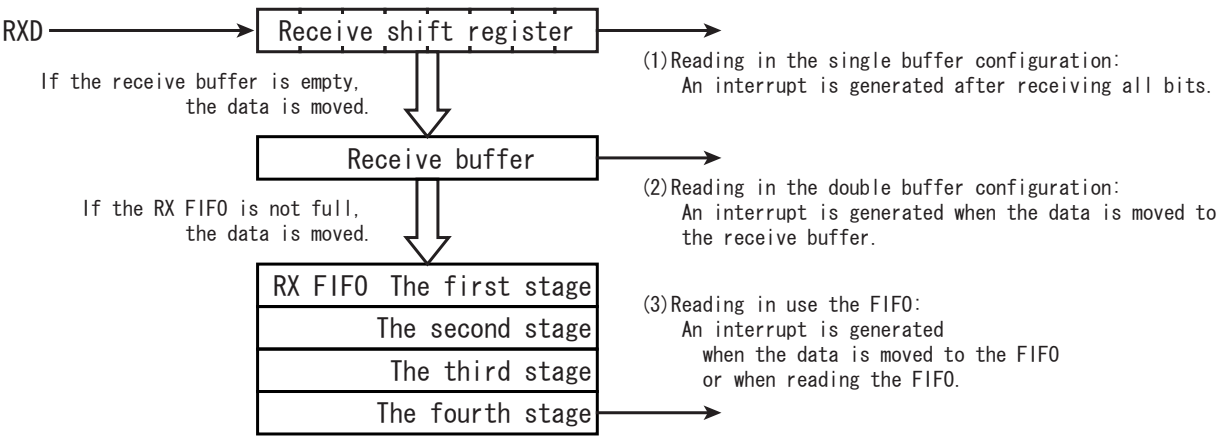 RXD
Receive shift register
(1)Reading in the single buffer configuration:
An interrupt is generated after receiving all bits.
If the receive buffer is empty,
the data is moved.
Receive buffer
(2)Reading in the double buffer configuration:
An interrupt is generated when the data is moved to
the receive buffer.
If the RX FIFO is not full,
the data is moved.
RX FIFO The first stage
The second stage
The third stage
The fourth stage
(3)Reading in use the FIFO:
An interrupt is generated
when the data is moved to the FIFO
or when reading the FIFO.